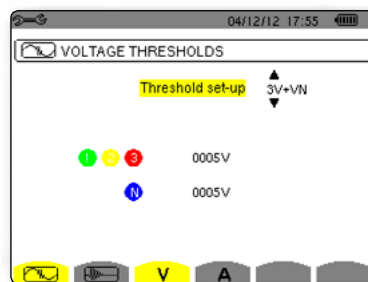 04/12/12 17:55
VOLTAGE THRESHOLDS
Threshold set-up 3V+VN
1 2 3 0005V
N 0005V
V A